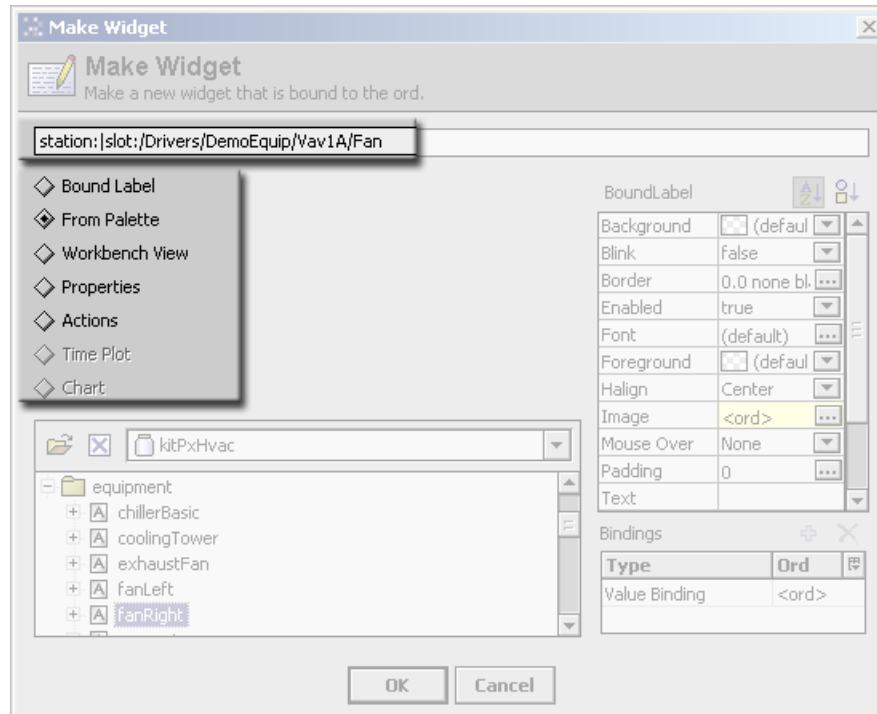 Make Widget
Make Widget
Make a new widget that is bound to the ord.
station:|slot:/Drivers/DemoEquip/Vav1A/Fan
Bound Label
From Palette
Workbench View
Properties
Actions
Time Plot
Chart
kitPxHvac
equipment
chillerBasic
coolingTower
exhaustFan
fanLeft
fanRight
BoundLabel
Background (defaul
Blink false
Border 0.0 none bl
Enabled true
Font (default)
Foreground (defaul
Halign Center
Image <ord>
Mouse Over None
Padding 0
Text
Bindings
Type Ord
Value Binding <ord>
OK Cancel